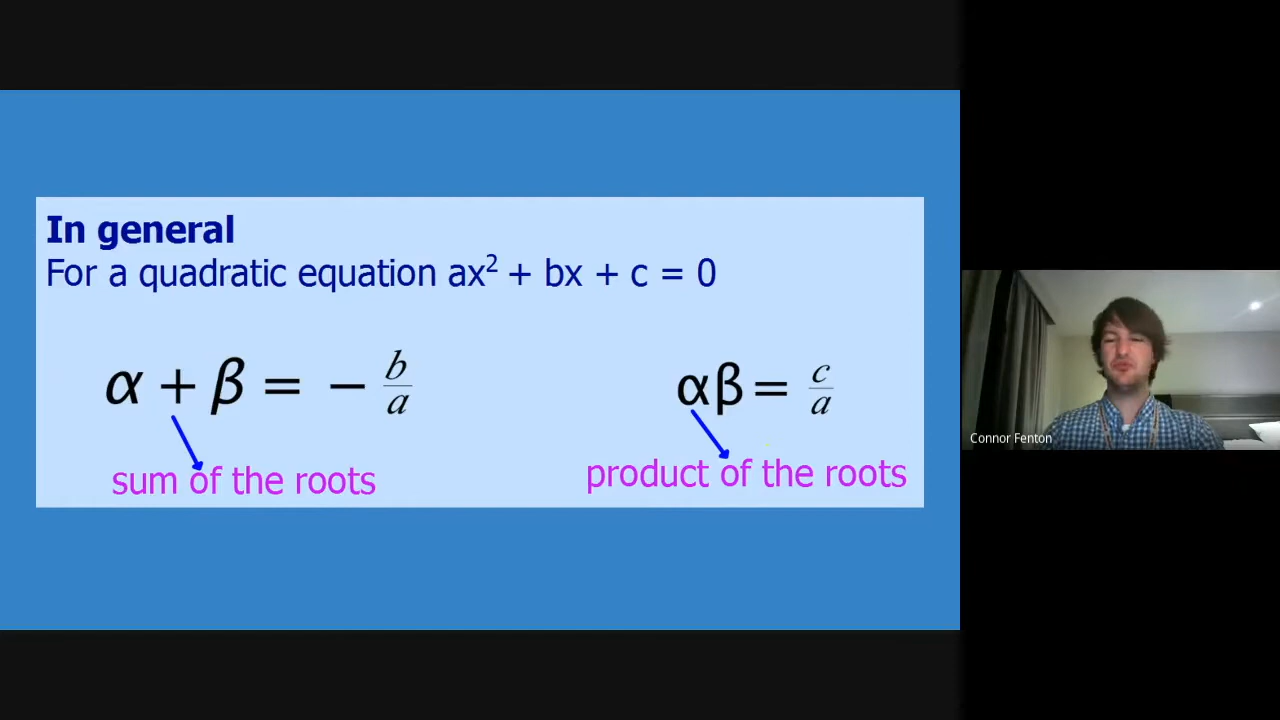 In general
For a quadratic equation ax² + bx + c = 0
α + β = − b/a
αβ = c/a
sum of the roots
product of the roots
Connor Fenton